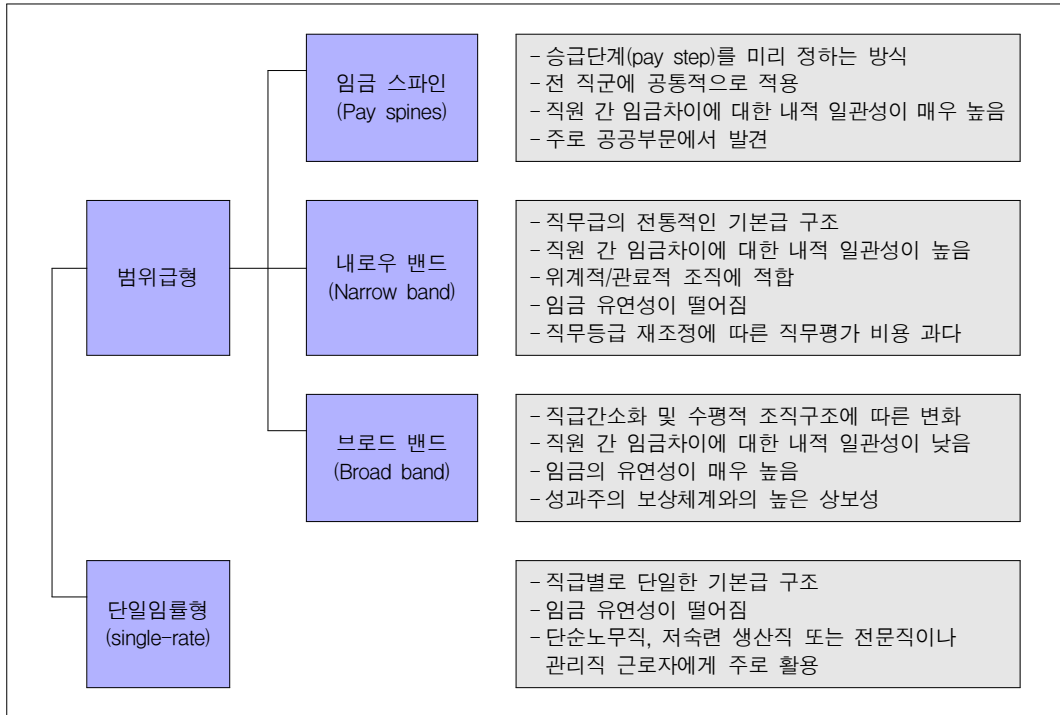 임금 스파인
(Pay spines)
- 승급단계(pay step)를 미리 정하는 방식
- 전 직군에 공통적으로 적용
- 직원 간 임금차이에 대한 내적 일관성이 매우 높음
- 주로 공공부문에서 발견
범위급형
내로우 밴드
(Narrow band)
- 직무급의 전통적인 기본급 구조
- 직원 간 임금차이에 대한 내적 일관성이 높음
- 위계적/관료적 조직에 적합
- 임금 유연성이 떨어짐
- 직무등급 재조정에 따른 직무평가 비용 과다
브로드 밴드
(Broad band)
- 직급간소화 및 수평적 조직구조에 따른 변화
- 직원 간 임금차이에 대한 내적 일관성이 낮음
- 임금의 유연성이 매우 높음
- 성과주의 보상체계와의 높은 상보성
단일임률형
(single-rate)
- 직급별로 단일한 기본급 구조
- 임금 유연성이 떨어짐
- 단순노무직, 저숙련 생산직 또는 전문직이나
관리직 근로자에게 주로 활용